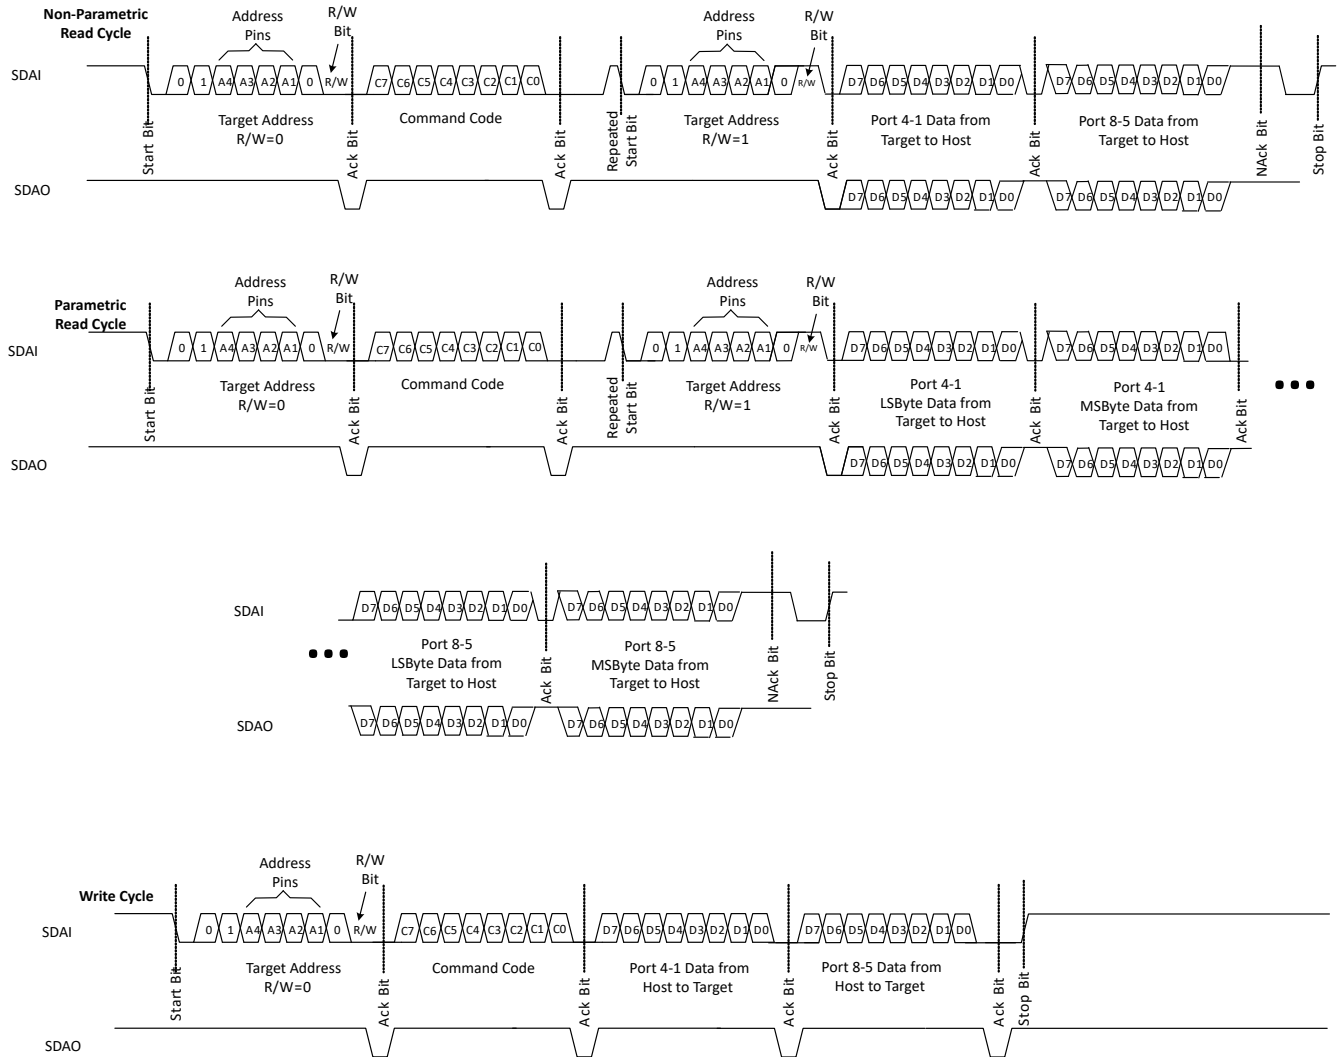 Non-Parametric
Read Cycle
Address
Pins
R/W
Bit
Address
Pins
R/W
Bit
SDAI
0 1 A4 A3 A2 A1 0 R/W C7 C6 C5 C4 C3 C2 C1 C0 0 1 A4 A3 A2 A1 0 R/W D7 D6 D5 D4 D3 D2 D1 D0 D7 D6 D5 D4 D3 D2 D1 D0
Start Bit
Target Address
R/W=0
Ack Bit
Command Code
Ack Bit
Repeated
Start Bit
Target Address
R/W=1
Ack Bit
Port 4-1 Data from
Target to Host
Ack Bit
Port 8-5 Data from
Target to Host
NAck Bit
Stop Bit
SDAO
D7 D6 D5 D4 D3 D2 D1 D0 D7 D6 D5 D4 D3 D2 D1 D0
Parametric
Read Cycle
Address
Pins
R/W
Bit
Address
Pins
R/W
Bit
SDAI
0 1 A4 A3 A2 A1 0 R/W C7 C6 C5 C4 C3 C2 C1 C0 0 1 A4 A3 A2 A1 0 R/W D7 D6 D5 D4 D3 D2 D1 D0 D7 D6 D5 D4 D3 D2 D1 D0
Start Bit
Target Address
R/W=0
Ack Bit
Command Code
Ack Bit
Repeated
Start Bit
Target Address
R/W=1
Ack Bit
Port 4-1
LSByte Data from
Target to Host
Ack Bit
Port 4-1
MSByte Data from
Target to Host
Ack Bit
SDAO
D7 D6 D5 D4 D3 D2 D1 D0 D7 D6 D5 D4 D3 D2 D1 D0
SDAI
D7 D6 D5 D4 D3 D2 D1 D0 D7 D6 D5 D4 D3 D2 D1 D0
Port 8-5
LSByte Data from
Target to Host
Ack Bit
Port 8-5
MSByte Data from
Target to Host
NAck Bit
Stop Bit
SDAO
D7 D6 D5 D4 D3 D2 D1 D0 D7 D6 D5 D4 D3 D2 D1 D0
Write Cycle
Address
Pins
R/W
Bit
SDAI
0 1 A4 A3 A2 A1 0 R/W C7 C6 C5 C4 C3 C2 C1 C0 D7 D6 D5 D4 D3 D2 D1 D0 D7 D6 D5 D4 D3 D2 D1 D0
Start Bit
Target Address
R/W=0
Ack Bit
Command Code
Ack Bit
Port 4-1 Data from
Host to Target
Ack Bit
Port 8-5 Data from
Host to Target
Ack Bit
Stop Bit
SDAO